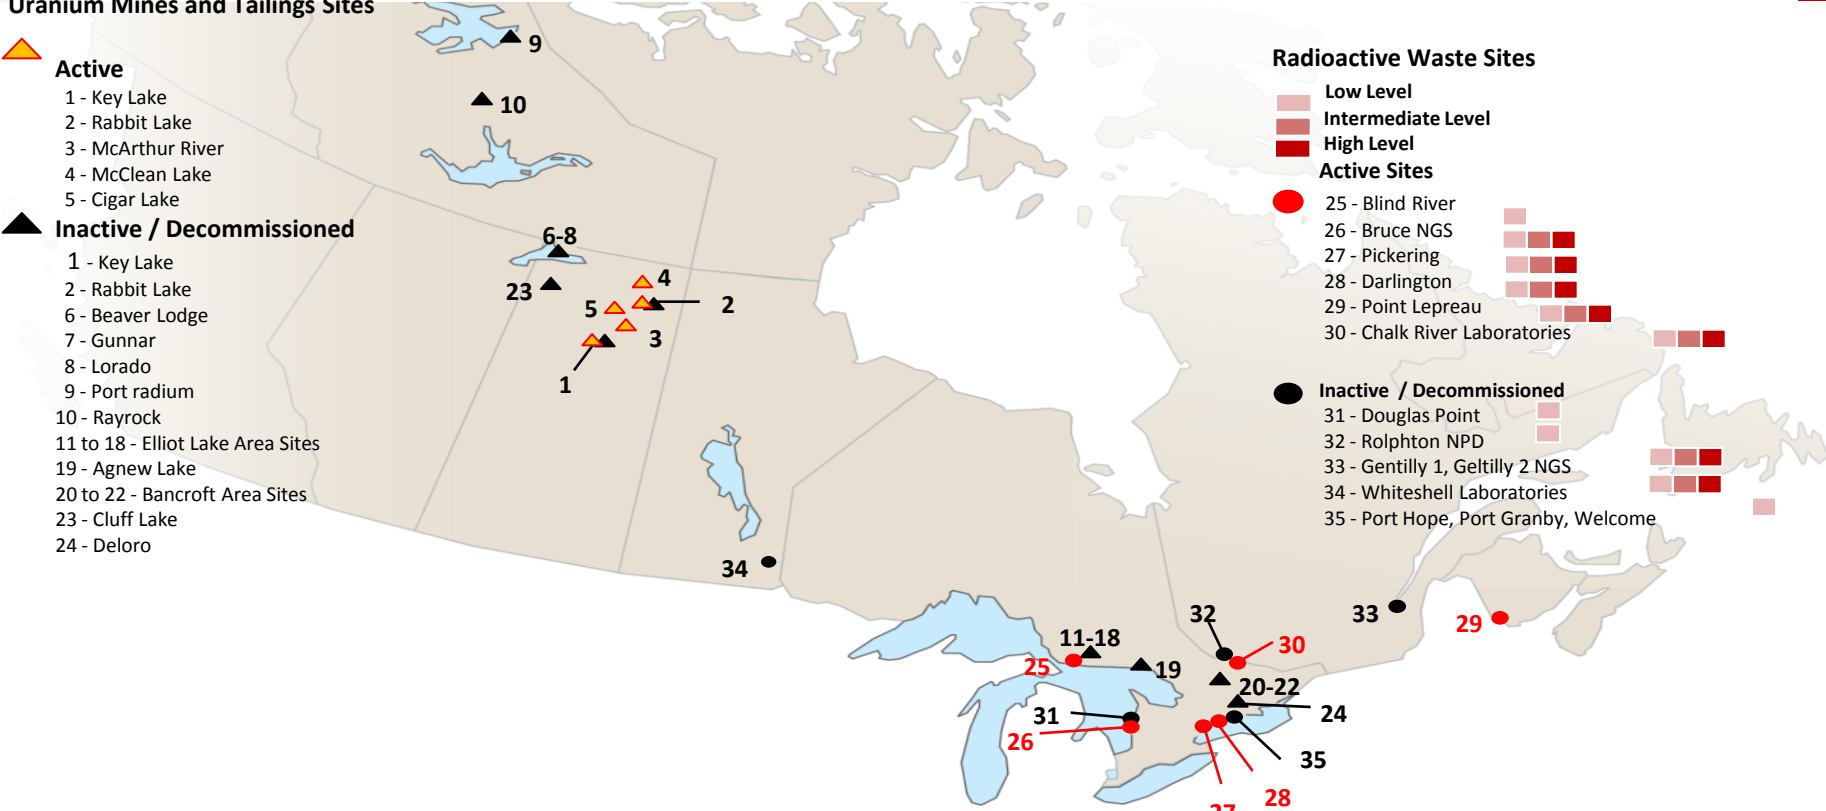 Uranium Mines and Tailings Sites
Active
1 - Key Lake
2 - Rabbit Lake
3 - McArthur River
4 - McClean Lake
5 - Cigar Lake
Inactive / Decommissioned
1 - Key Lake
2 - Rabbit Lake
6 - Beaver Lodge
7 - Gunnar
8 - Lorado
9 - Port radium
10 - Rayrock
11 to 18 - Elliot Lake Area Sites
19 - Agnew Lake
20 to 22 - Bancroft Area Sites
23 - Cluff Lake
24 - Deloro
Radioactive Waste Sites
Low Level
Intermediate Level
High Level
Active Sites
25 - Blind River
26 - Bruce NGS
27 - Pickering
28 - Darlington
29 - Point Lepreau
30 - Chalk River Laboratories
Inactive / Decommissioned
31 - Douglas Point
32 - Rolphton NPD
33 - Gentilly 1, Geltilly 2 NGS
34 - Whiteshell Laboratories
35 - Port Hope, Port Granby, Welcome
9
10
6-8
4
23
5
2
3
1
34
32
33
29
11-18
30
25
19
20-22
31
24
26
35
28
27